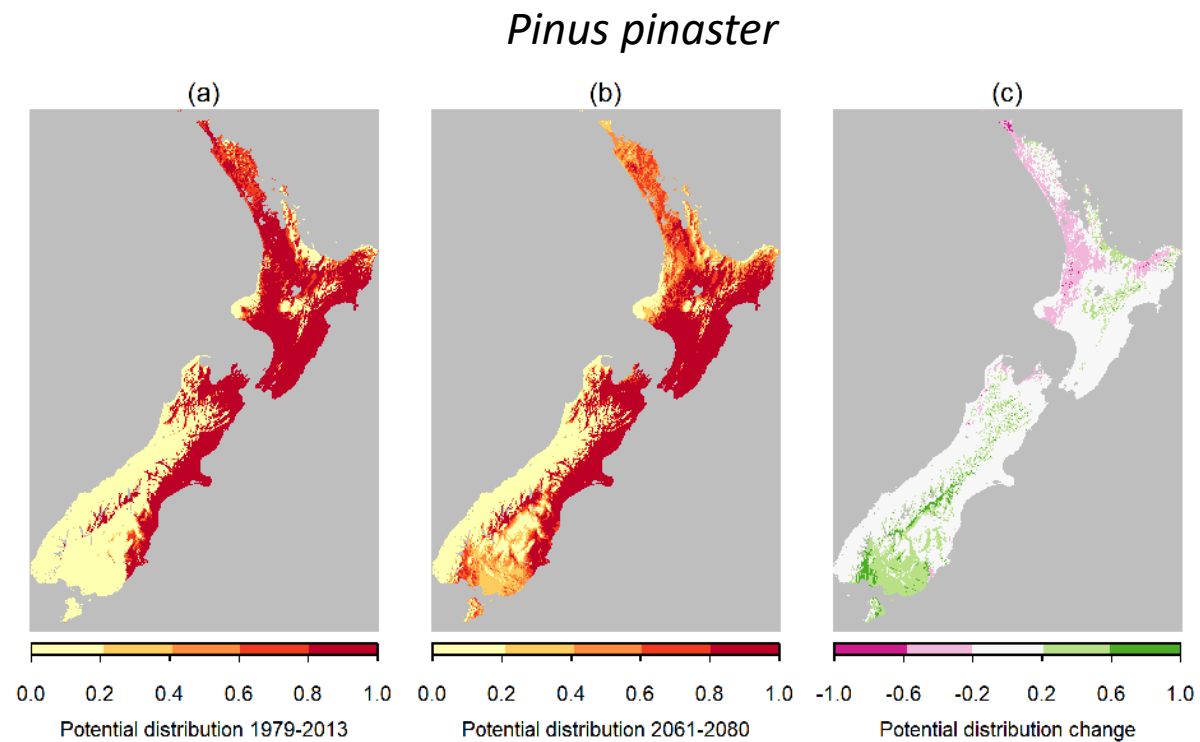 Pinus pinaster
(a) (b) (c)
0.0 0.2 0.4 0.6 0.8 1.0 0.0 0.2 0.4 0.6 0.8 1.0 -1.0 -0.6 -0.2 0.2 0.6 1.0
Potential distribution 1979-2013 Potential distribution 2061-2080 Potential distribution change